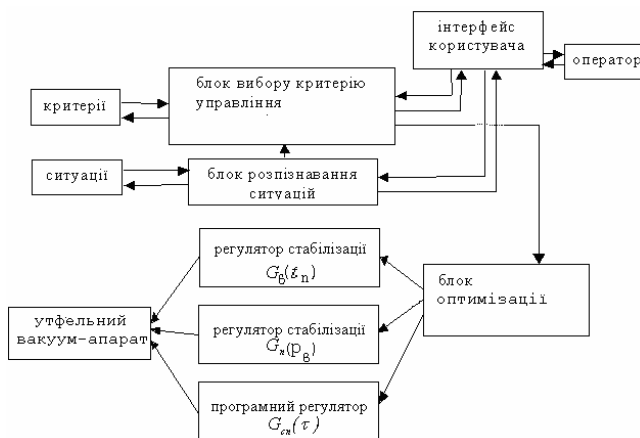 інтерфейс
користувача
оператор
блок вибору критерію
управління
критерії
ситуації
блок розпізнавання
ситуацій
регулятор стабілізації
G_в(t_п)
блок
оптимізації
регулятор стабілізації
G_п(p_в)
утфельний
вакуум-апарат
програмний регулятор
G_сп(τ)